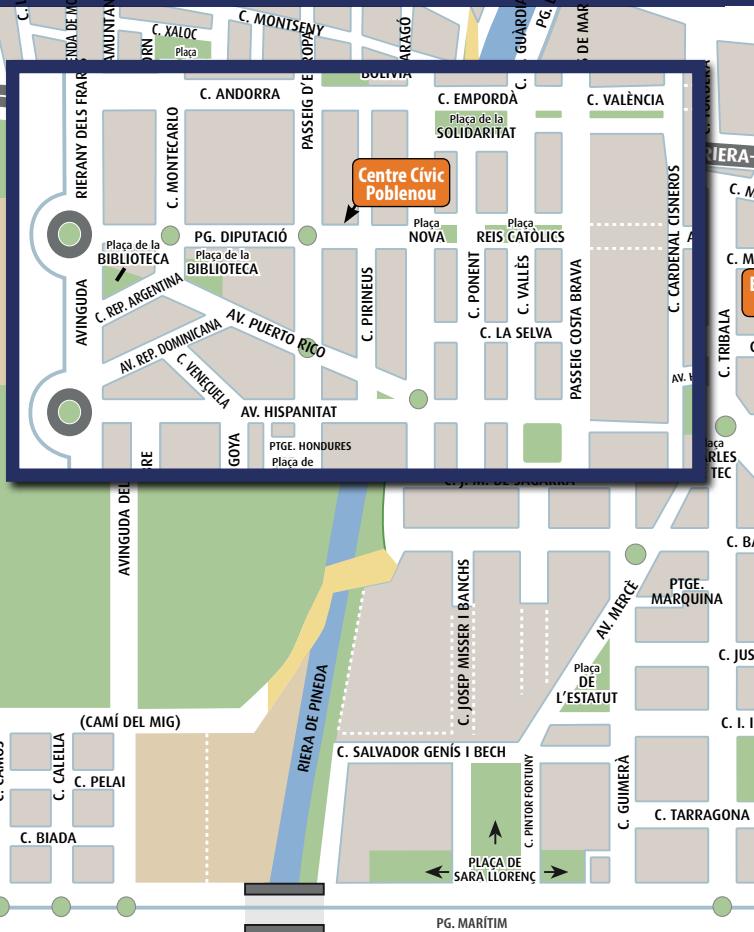 C. MONTSENY
C. XALOC
Plaça
ARAGÓ
BOLÍVIA
C. ANDORRA
PASSEIG D'EUROPA
C. EMPORDÀ
C. VALÈNCIA
Plaça de la
SOLIDARITAT
C. MONTECARLO
Centre Cívic
Poblenou
C. CARDENAL CISNEROS
RIERA-
PG. DIPUTACIÓ
Plaça
NOVA
Plaça
REIS CATÒLICS
Plaça de la
BIBLIOTECA
Plaça de la
BIBLIOTECA
AVINGUDA
RIERANY DELS FRARES
C. REP. ARGENTINA
AV. REP. DOMINICANA
AV. PUERTO RICO
C. VENEÇUELA
C. PIRINEUS
C. PONENT
C. VALLÈS
C. LA SELVA
PASSEIG COSTA BRAVA
C. TRIBALA
AV. HISPANITAT
GOYA
PTGE. HONDURES
Plaça de
AVINGUDA DEL
TEC
C. J. M. DE SAGARRA
C. JOSEP MISSER I BANCHS
AV. MERCÈ
PTGE.
MARQUINA
C. BA
C. JUS
Plaça
DE
L'ESTATUT
RIERA DE PINEDA
C. I. I
(CAMÍ DEL MIG)
C. CALELLA
C. PELAI
C. BIADA
C. SALVADOR GENÍS I BECH
C. PINTOR FORTUNY
C. GUIMERÀ
C. TARRAGONA
PLAÇA DE
SARA LLORENÇ
PG. MARÍTIM